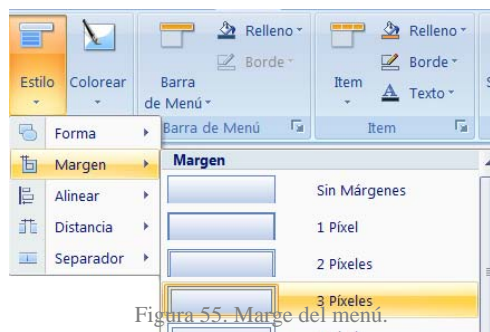 Relleno
Borde
Relleno
Borde
Texto
Estilo
Colorear
Barra
de Menú
Item
Barra de Menú
Item
Forma
Margen
Alinear
Distancia
Separador
Margen
Sin Márgenes
1 Píxel
2 Píxeles
3 Píxeles
Figura 55. Marge del menú.